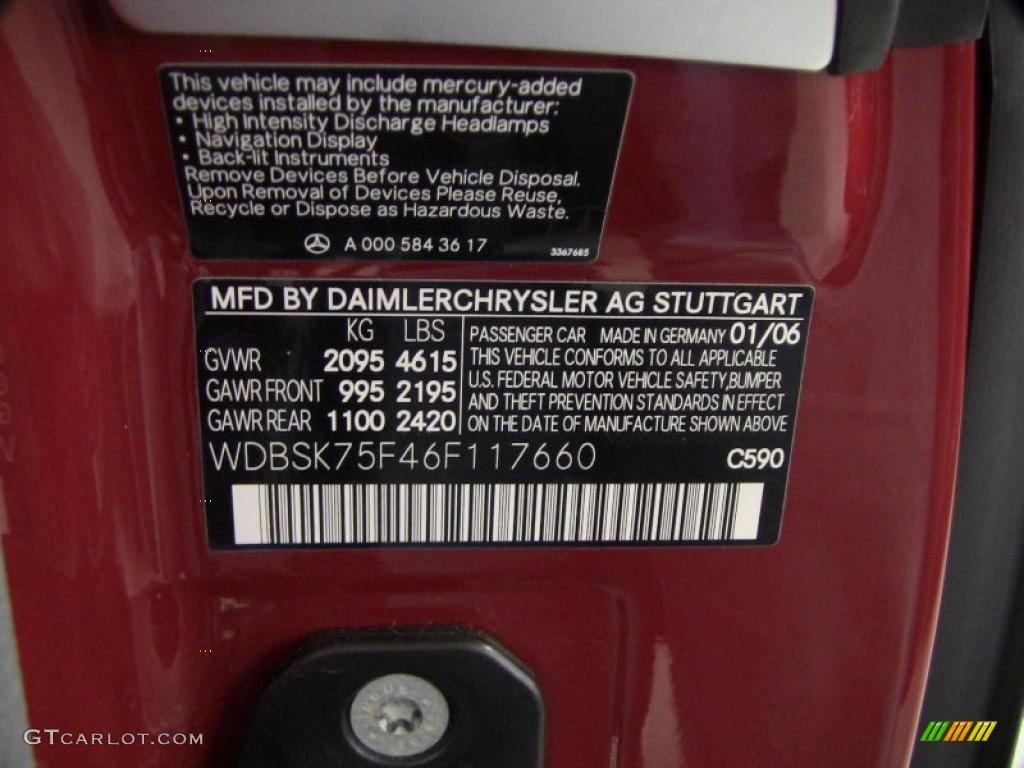 This vehicle may include mercury-added
devices installed by the manufacturer:
• High Intensity Discharge Headlamps
• Navigation Display
• Back-lit Instruments
Remove Devices Before Vehicle Disposal.
Upon Removal of Devices Please Reuse,
Recycle or Dispose as Hazardous Waste.
A 000 584 36 17
3367685
MFD BY DAIMLERCHRYSLER AG STUTTGART
KG LBS
GVWR 2095 4615
GAWR FRONT 995 2195
GAWR REAR 1100 2420
PASSENGER CAR MADE IN GERMANY 01/06
THIS VEHICLE CONFORMS TO ALL APPLICABLE
U.S. FEDERAL MOTOR VEHICLE SAFETY,BUMPER
AND THEFT PREVENTION STANDARDS IN EFFECT
ON THE DATE OF MANUFACTURE SHOWN ABOVE
WDBSK75F46F117660
C590
GTCARLOT.COM